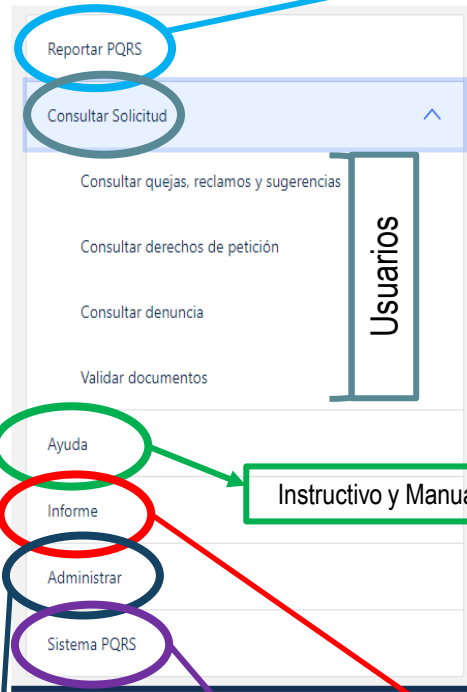 Reportar PQRS
Consultar Solicitud
Consultar quejas, reclamos y sugerencias
Consultar derechos de petición
Consultar denuncia
Validar documentos
Usuarios
Ayuda
Instructivo y Manua
Informe
Administrar
Sistema PQRS